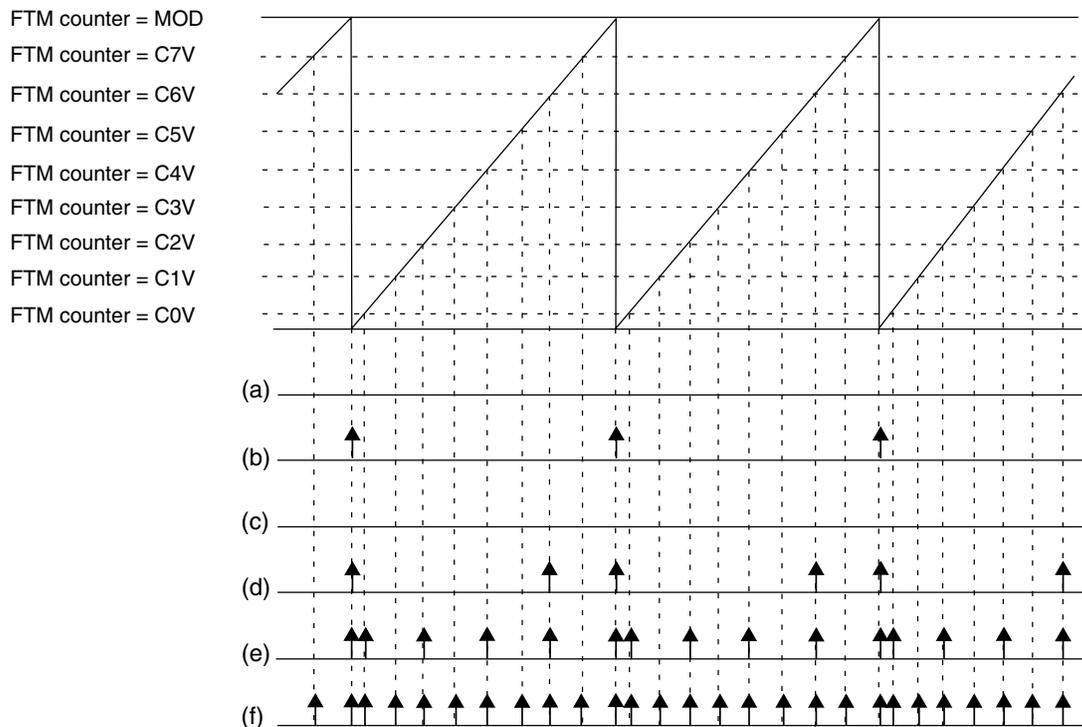 FTM counter = MOD
FTM counter = C7V
FTM counter = C6V
FTM counter = C5V
FTM counter = C4V
FTM counter = C3V
FTM counter = C2V
FTM counter = C1V
FTM counter = C0V
(a)
(b)
(c)
(d)
(e)
(f)